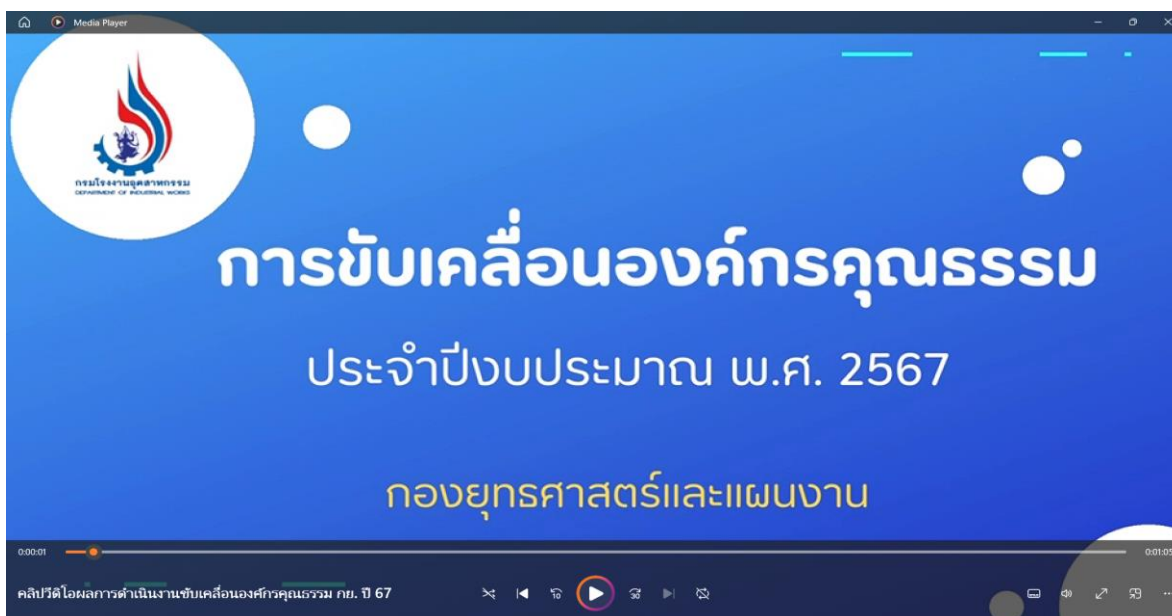 Media Player
กรมโรงงานอุตสาหกรรม
DEPARTMENT OF INDUSTRIAL WORKS
การขับเคลื่อนองค์กรคุณธรรม
ประจำปีงบประมาณ พ.ศ. 2567
กองยุทธศาสตร์และแผนงาน
0:00:01
0:01:05
คลิปวีดิโอผลการดำเนินงานขับเคลื่อนองค์กรคุณธรรม กย. ปี 67
10
30